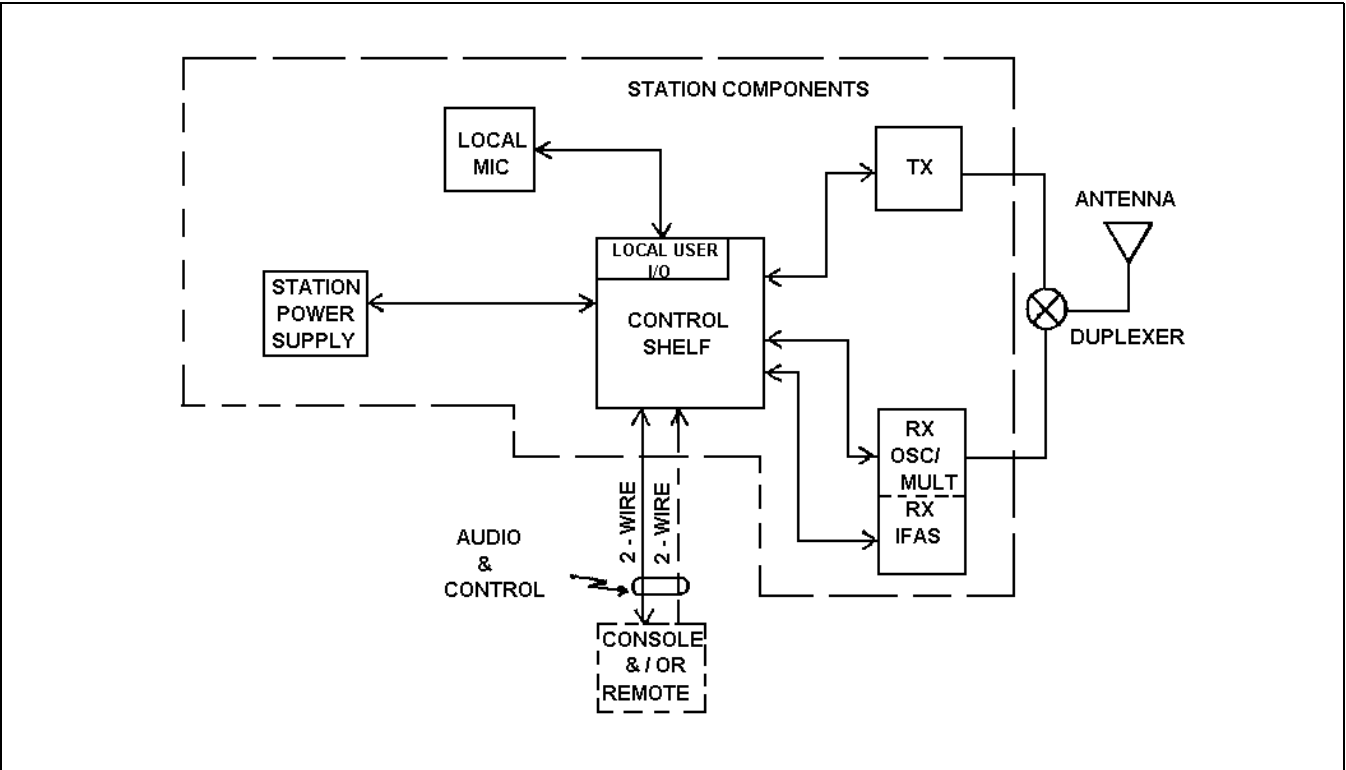 STATION COMPONENTS
LOCAL
MIC
TX
ANTENNA
LOCAL USER
I/O
STATION
POWER
SUPPLY
CONTROL
SHELF
DUPLEXER
RX
OSC/
MULT
RX
IFAS
2 - WIRE
2 - WIRE
AUDIO
&
CONTROL
CONSOLE
& / OR
REMOTE